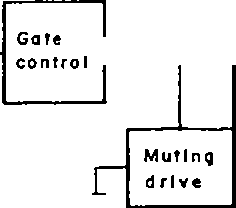 Gate
control
Muting
drive